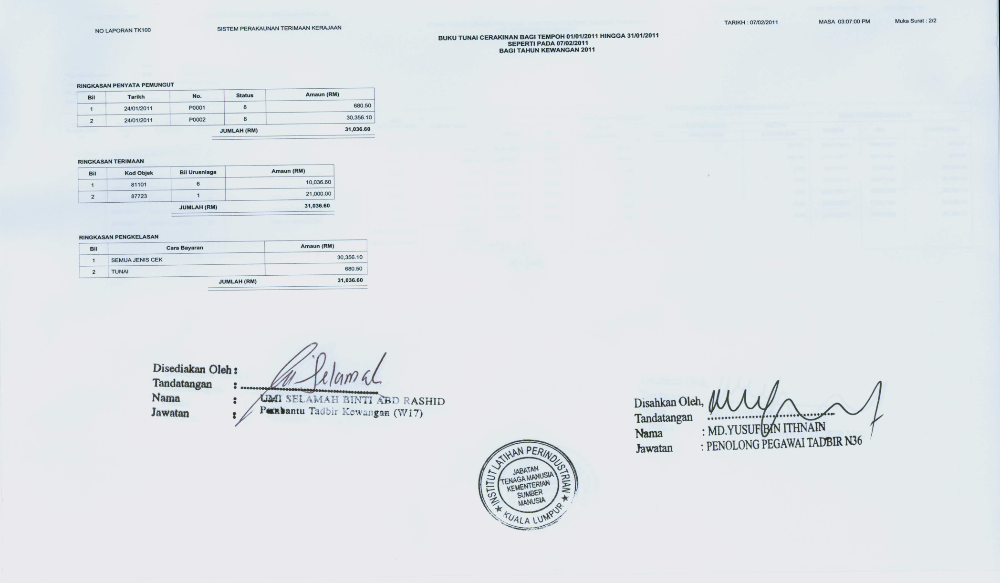 NO LAPORAN TK100 SISTEM PERAKAUNAN TERIMAAN KERAJAAN TARIKH : 07/02/2011 MASA 03:07:00 PM Muka Surat : 2/2
BUKU TUNAI CERAKINAN BAGI TEMPOH 01/01/2011 HINGGA 31/01/2011
SEPERTI PADA 07/02/2011
BAGI TAHUN KEWANGAN 2011
RINGKASAN PENYATA PEMUNGUT
Bil Tarikh No. Status Amaun (RM)
1 24/01/2011 P0001 8 680.50
2 24/01/2011 P0002 8 30,356.10
JUMLAH (RM) 31,036.60
RINGKASAN TERIMAAN
Bil Kod Objek Bil Urusniaga Amaun (RM)
1 81101 6 10,036.60
2 87723 1 21,000.00
JUMLAH (RM) 31,036.60
RINGKASAN PENGKELASAN
Bil Cara Bayaran Amaun (RM)
1 SEMUA JENIS CEK 30,356.10
2 TUNAI 680.50
JUMLAH (RM) 31,036.60
Disediakan Oleh :
Tandatangan :
Nama : UMI SELAMAH BINTI ABD RASHID
Jawatan : Pembantu Tadbir Kewangan (W17)
Disahkan Oleh,
Tandatangan
Nama : MD.YUSUF BIN ITHNAIN
Jawatan : PENOLONG PEGAWAI TADBIR N36
INSTITUT LATIHAN PERINDUSTRIAN
JABATAN
TENAGA MANUSIA
KEMENTERIAN
SUMBER
MANUSIA
KUALA LUMPUR